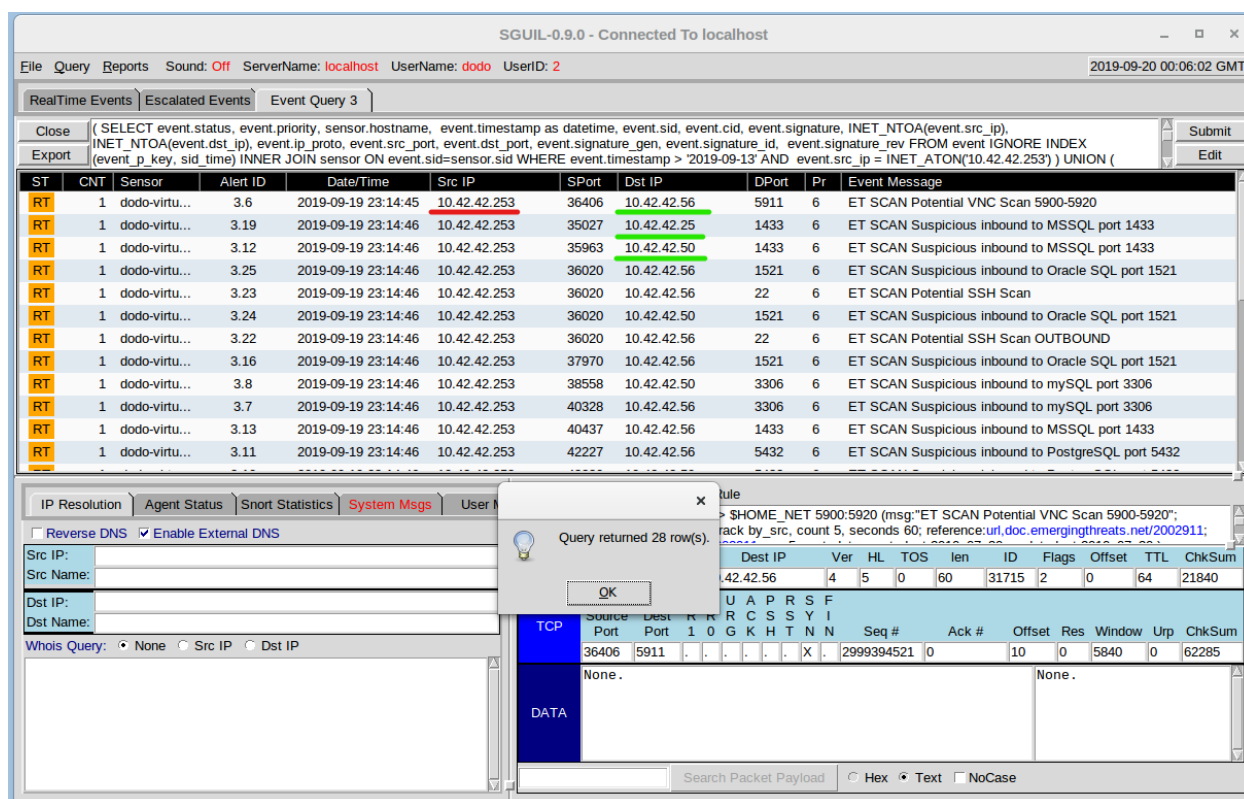 SGUIL-0.9.0 - Connected To localhost
File Query Reports Sound: Off ServerName: localhost UserName: dodo UserID: 2 2019-09-20 00:06:02 GMT
RealTime Events Escalated Events Event Query 3
Close
Export
( SELECT event.status, event.priority, sensor.hostname, event.timestamp as datetime, event.sid, event.cid, event.signature, INET_NTOA(event.src_ip),
INET_NTOA(event.dst_ip), event.ip_proto, event.src_port, event.dst_port, event.signature_gen, event.signature_id, event.signature_rev FROM event IGNORE INDEX
(event_p_key, sid_time) INNER JOIN sensor ON event.sid=sensor.sid WHERE event.timestamp > '2019-09-13' AND event.src_ip = INET_ATON('10.42.42.253') ) UNION (
Submit
Edit
ST CNT Sensor Alert ID Date/Time Src IP SPort Dst IP DPort Pr Event Message
RT 1 dodo-virtu... 3.6 2019-09-19 23:14:45 10.42.42.253 36406 10.42.42.56 5911 6 ET SCAN Potential VNC Scan 5900-5920
RT 1 dodo-virtu... 3.19 2019-09-19 23:14:46 10.42.42.253 35027 10.42.42.25 1433 6 ET SCAN Suspicious inbound to MSSQL port 1433
RT 1 dodo-virtu... 3.12 2019-09-19 23:14:46 10.42.42.253 35963 10.42.42.50 1433 6 ET SCAN Suspicious inbound to MSSQL port 1433
RT 1 dodo-virtu... 3.25 2019-09-19 23:14:46 10.42.42.253 36020 10.42.42.56 1521 6 ET SCAN Suspicious inbound to Oracle SQL port 1521
RT 1 dodo-virtu... 3.23 2019-09-19 23:14:46 10.42.42.253 36020 10.42.42.56 22 6 ET SCAN Potential SSH Scan
RT 1 dodo-virtu... 3.24 2019-09-19 23:14:46 10.42.42.253 36020 10.42.42.50 1521 6 ET SCAN Suspicious inbound to Oracle SQL port 1521
RT 1 dodo-virtu... 3.22 2019-09-19 23:14:46 10.42.42.253 36020 10.42.42.56 22 6 ET SCAN Potential SSH Scan OUTBOUND
RT 1 dodo-virtu... 3.16 2019-09-19 23:14:46 10.42.42.253 37970 10.42.42.56 1521 6 ET SCAN Suspicious inbound to Oracle SQL port 1521
RT 1 dodo-virtu... 3.8 2019-09-19 23:14:46 10.42.42.253 38558 10.42.42.50 3306 6 ET SCAN Suspicious inbound to mySQL port 3306
RT 1 dodo-virtu... 3.7 2019-09-19 23:14:46 10.42.42.253 40328 10.42.42.56 3306 6 ET SCAN Suspicious inbound to mySQL port 3306
RT 1 dodo-virtu... 3.13 2019-09-19 23:14:46 10.42.42.253 40437 10.42.42.56 1433 6 ET SCAN Suspicious inbound to MSSQL port 1433
RT 1 dodo-virtu... 3.11 2019-09-19 23:14:46 10.42.42.253 42227 10.42.42.56 5432 6 ET SCAN Suspicious inbound to PostgreSQL port 5432
IP Resolution Agent Status Snort Statistics System Msgs User
Reverse DNS Enable External DNS
Src IP:
Src Name:
Dst IP:
Dst Name:
Whois Query: None Src IP Dst IP
Query returned 28 row(s).
OK
> $HOME_NET 5900:5920 (msg:"ET SCAN Potential VNC Scan 5900-5920";
by_src, count 5, seconds 60; reference:url,doc.emergingthreats.net/2002911;
Dest IP Ver HL TOS len ID Flags Offset TTL ChkSum
.42.42.56 4 5 0 60 31715 2 0 64 21840
TCP
U A P R S F
Source Dest R R R C S S Y I
Port Port 1 0 G K H T N N Seq # Ack # Offset Res Window Urp ChkSum
36406 5911 . . . . . . X . 2999394521 0 10 0 5840 0 62285
DATA
None. None.
Search Packet Payload Hex Text NoCase